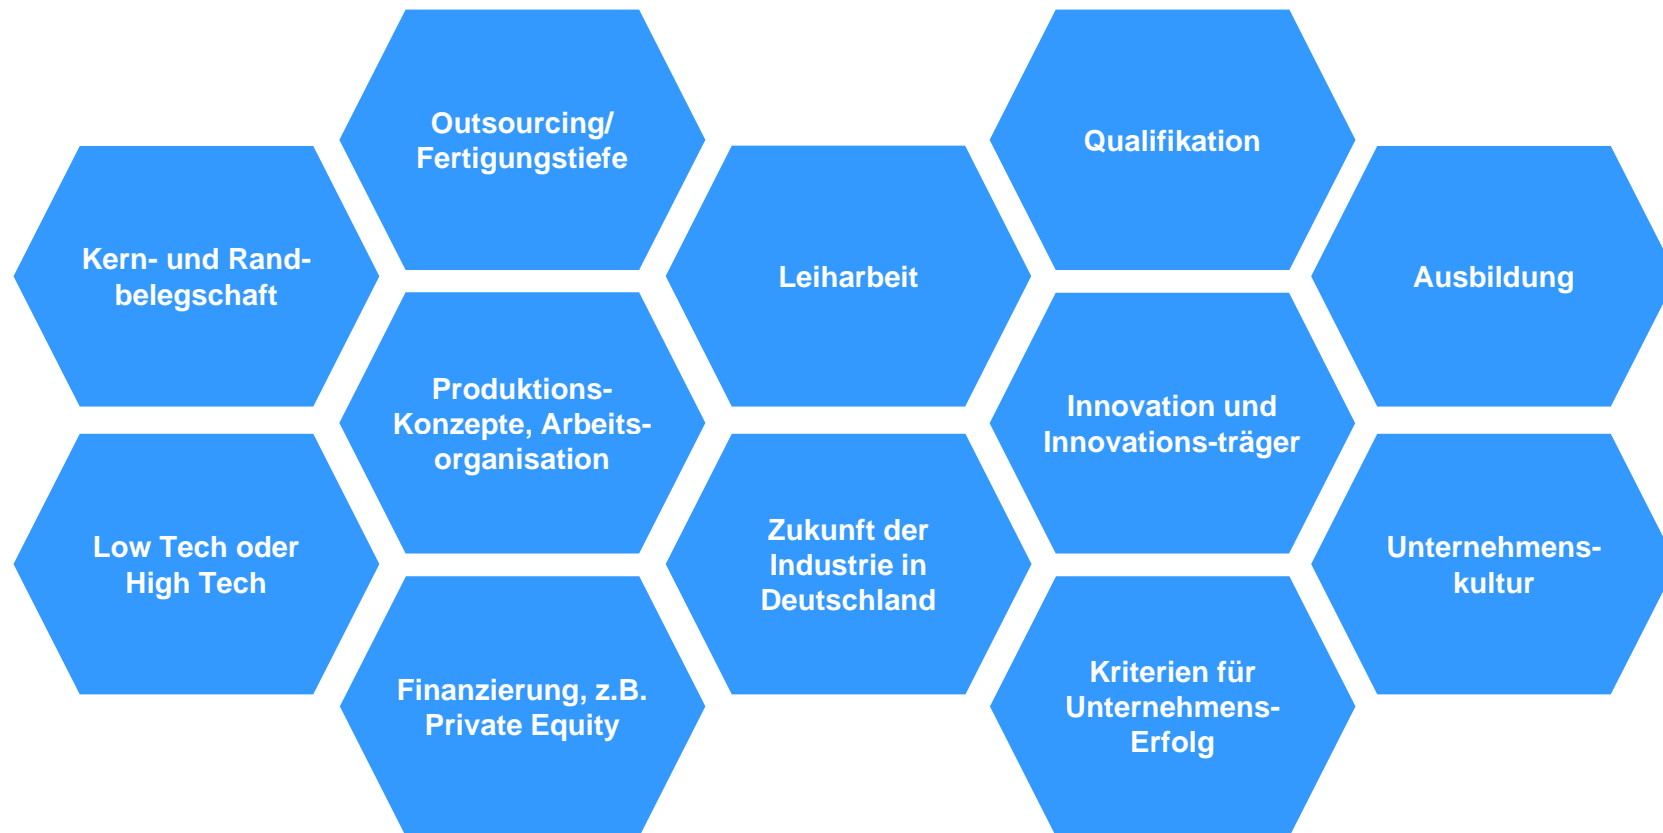 Outsourcing/
Fertigungstiefe
Qualifikation
Kern- und Rand-
belegschaft
Leiharbeit
Ausbildung
Produktions-
Konzepte, Arbeits-
organisation
Innovation und
Innovations-träger
Low Tech oder
High Tech
Zukunft der
Industrie in
Deutschland
Unternehmens-
kultur
Finanzierung, z.B.
Private Equity
Kriterien für
Unternehmens-
Erfolg